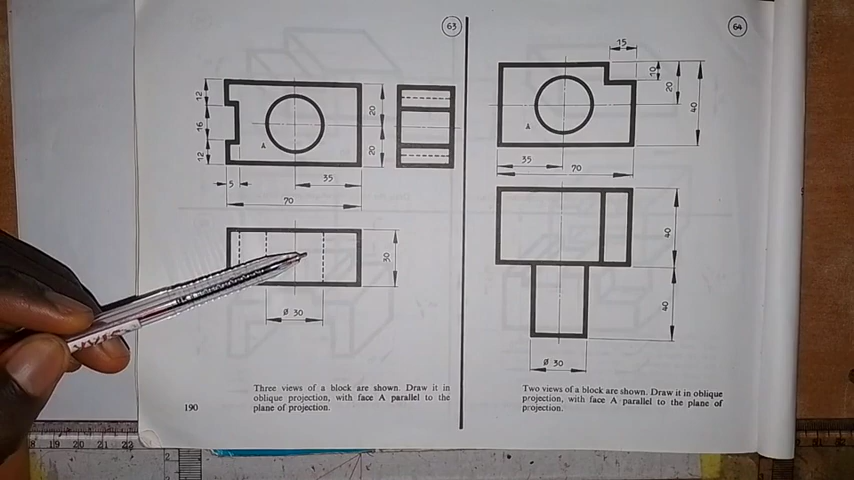 63
12
16
12
20
20
A
5
35
70
30
ø 30
Three views of a block are shown. Draw it in
oblique projection, with face A parallel to the
plane of projection.
190
64
15
10
20
40
A
35
70
40
40
ø 30
Two views of a block are shown. Draw it in oblique
projection, with face A parallel to the plane of
projection.